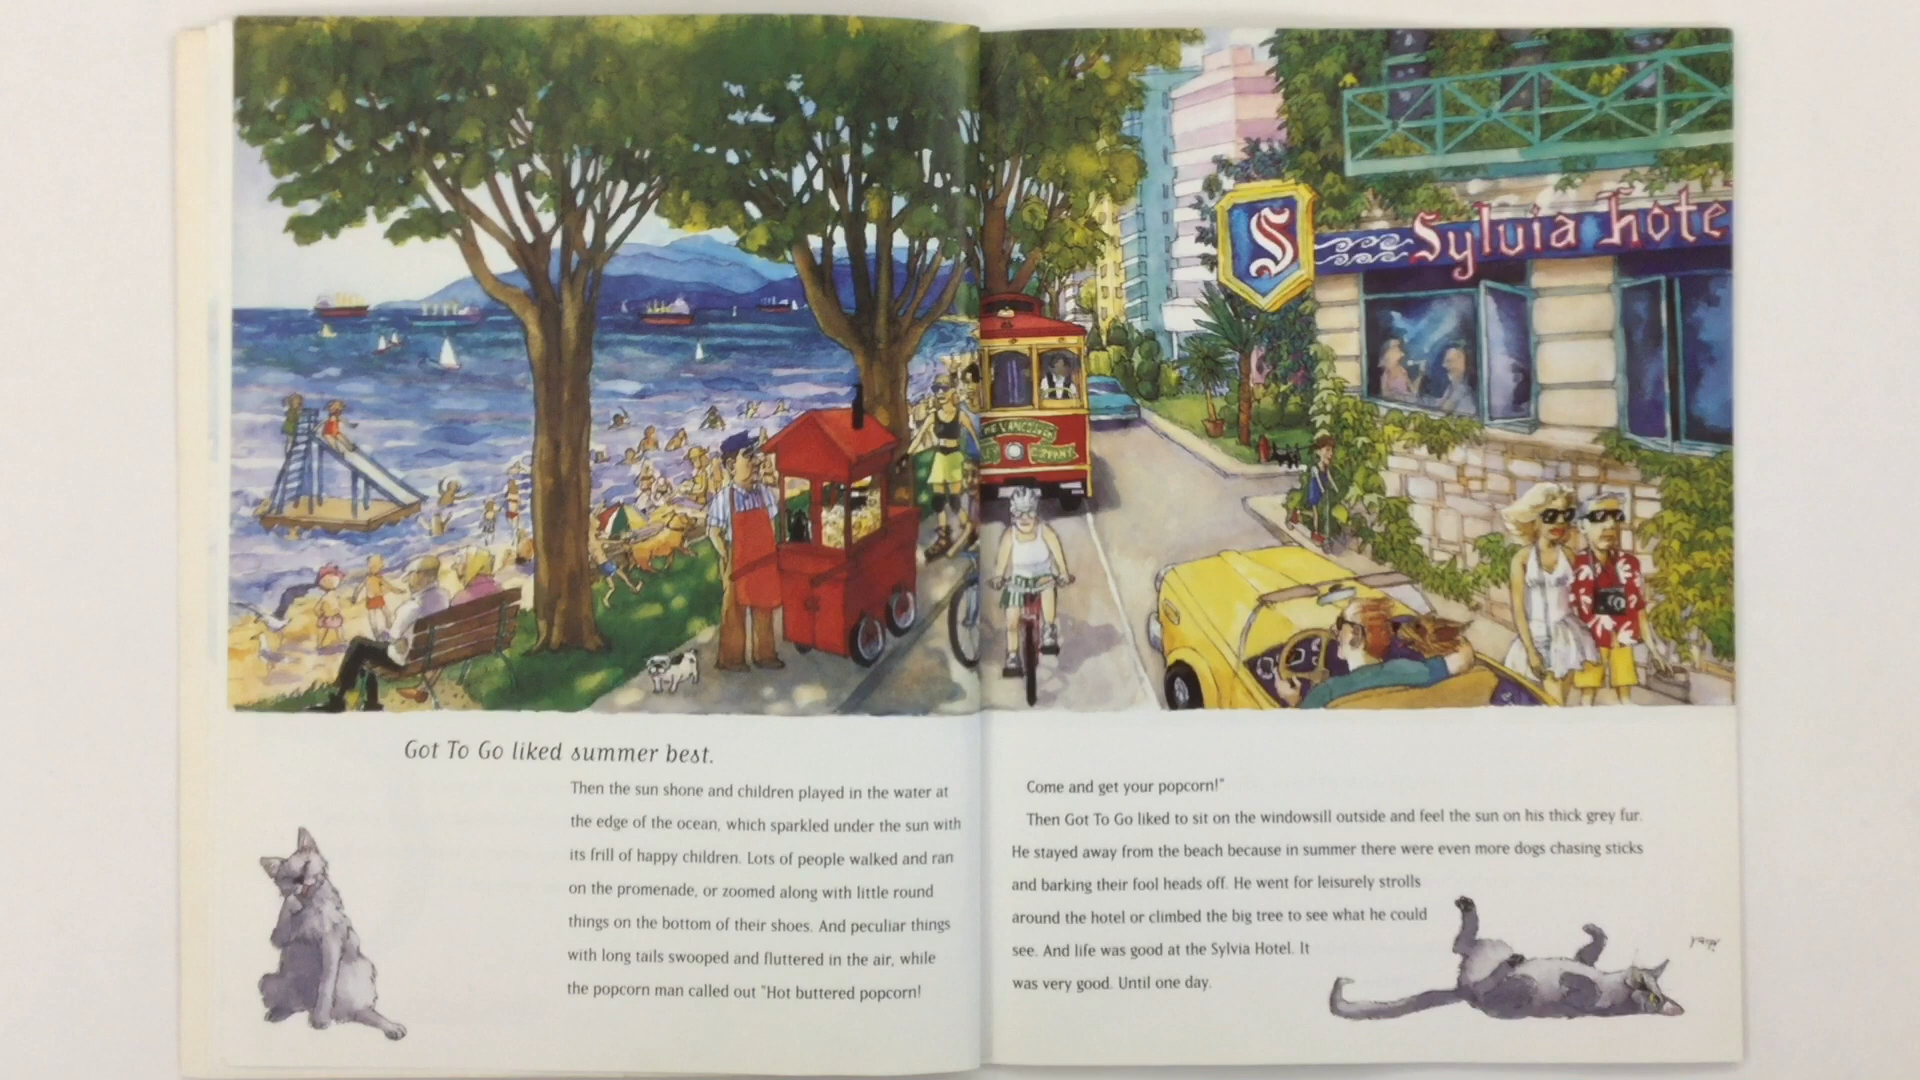 S
Sylvia hote
THE VANCOUVER
COMPANY
Got To Go liked summer best.
Then the sun shone and children played in the water at
the edge of the ocean, which sparkled under the sun with
its frill of happy children. Lots of people walked and ran
on the promenade, or zoomed along with little round
things on the bottom of their shoes. And peculiar things
with long tails swooped and fluttered in the air, while
the popcorn man called out "Hot buttered popcorn!
Come and get your popcorn!"
Then Got To Go liked to sit on the windowsill outside and feel the sun on his thick grey fur.
He stayed away from the beach because in summer there were even more dogs chasing sticks
and barking their fool heads off. He went for leisurely strolls
around the hotel or climbed the big tree to see what he could
see. And life was good at the Sylvia Hotel. It
was very good. Until one day.